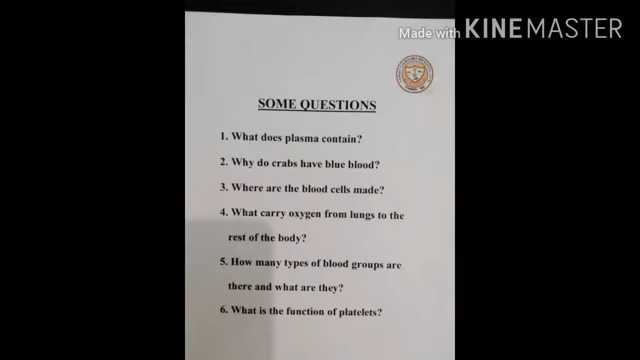 Made with KINEMASTER
SOME QUESTIONS
1. What does plasma contain?
2. Why do crabs have blue blood?
3. Where are the blood cells made?
4. What carry oxygen from lungs to the
rest of the body?
5. How many types of blood groups are
there and what are they?
6. What is the function of platelets?